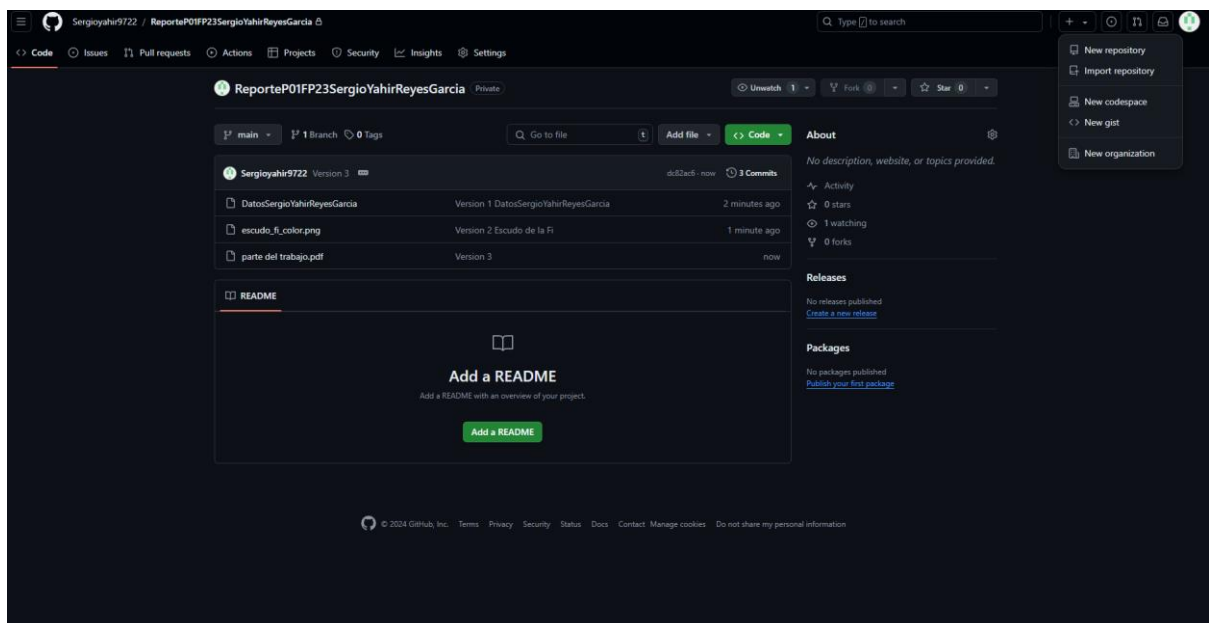 Sergioyahir9722 / ReporteP01FP23SergioYahirReyesGarcia
Type / to search
Code Issues Pull requests Actions Projects Security Insights Settings
New repository
Import repository
New codespace
New gist
New organization
ReporteP01FP23SergioYahirReyesGarcia Private
Unwatch 1 Fork 0 Star 0
main 1 Branch 0 Tags Go to file t Add file Code
Sergioyahir9722 Version 3 dc82ac6 · now 3 Commits
DatosSergioYahirReyesGarcia Version 1 DatosSergioYahirReyesGarcia 2 minutes ago
escudo_fi_color.png Version 2 Escudo de la Fi 1 minute ago
parte del trabajo.pdf Version 3 now
README
Add a README
Add a README with an overview of your project.
Add a README
About
No description, website, or topics provided.
Activity
0 stars
1 watching
0 forks
Releases
No releases published
Create a new release
Packages
No packages published
Publish your first package
© 2024 GitHub, Inc. Terms Privacy Security Status Docs Contact Manage cookies Do not share my personal information